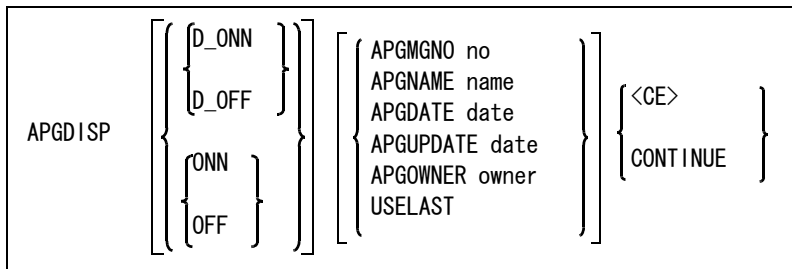 APGDISP
D_ONN
D_OFF
ONN
OFF
APGMGNO no
APGNAME name
APGDATE date
APGUPDATE date
APGOWNER owner
USELAST
<CE>
CONTINUE